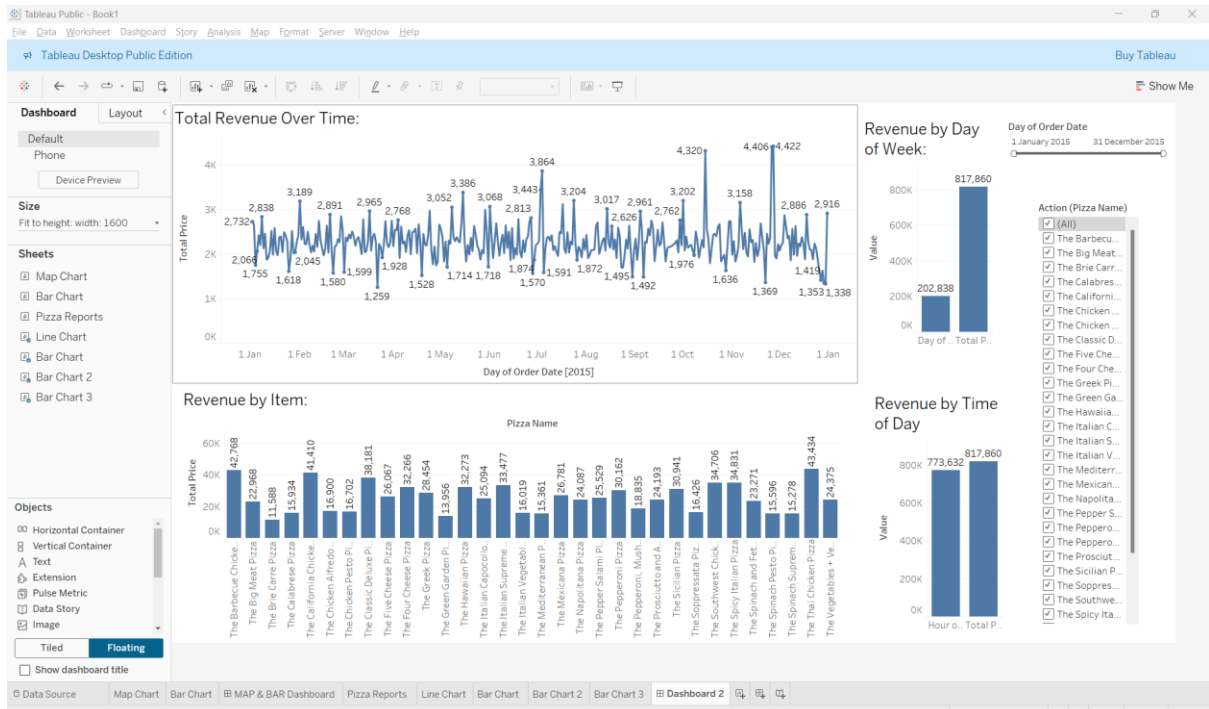 Tableau Public - Book1
File Data Worksheet Dashboard Story Analysis Map Format Server Window Help
Tableau Desktop Public Edition
Buy Tableau
Show Me
Dashboard Layout
Default
Phone
Device Preview
Size
Fit to height: width: 1600
Sheets
Map Chart
Bar Chart
Pizza Reports
Line Chart
Bar Chart
Bar Chart 2
Bar Chart 3
Objects
Horizontal Container
Vertical Container
Text
Extension
Pulse Metric
Data Story
Image
Tiled Floating
Show dashboard title
Total Revenue Over Time:
Total Price
4K
3K
2K
1K
0K
2,732 2,838 3,189 2,891 2,965 2,768 3,052 3,386 3,068 2,813 3,443 3,864 3,204 3,017 2,626 2,961 2,762 3,202 4,320 3,158 4,406 4,422 2,886 2,916
2,066 1,755 1,618 2,045 1,580 1,599 1,259 1,928 1,528 1,714 1,718 1,874 1,570 1,591 1,872 1,495 1,492 1,976 1,636 1,369 1,419 1,353 1,338
1 Jan 1 Feb 1 Mar 1 Apr 1 May 1 Jun 1 Jul 1 Aug 1 Sept 1 Oct 1 Nov 1 Dec 1 Jan
Day of Order Date [2015]
Revenue by Day
of Week:
Value
800K
600K
400K
200K
0K
202,838 817,860
Day of .. Total P..
Day of Order Date
1 January 2015 31 December 2015
Action (Pizza Name)
(All)
The Barbecu...
The Big Meat...
The Brie Carr...
The Calabres...
The Californi...
The Chicken ...
The Chicken ...
The Classic D...
The Five Che...
The Four Che...
The Greek Pi...
The Green Ga...
The Hawaiia...
The Italian C...
The Italian S...
The Italian V...
The Mediterr...
The Mexican...
The Napolita...
The Pepper S...
The Peppero...
The Peppero...
The Prosciut...
The Sicilian P...
The Soppres...
The Southwe...
The Spicy Ita...
Revenue by Item:
Pizza Name
Total Price
60K
40K
20K
0K
42,768 22,968 11,588 15,934 41,410 16,900 16,702 38,181 26,067 32,266 28,454 13,956 32,273 25,094 33,477 16,019 15,361 26,781 24,087 25,529 30,162 18,835 24,193 30,941 16,426 34,706 34,831 23,271 15,596 15,278 43,434 24,375
The Barbecue Chicke..
The Big Meat Pizza
The Brie Carre Pizza
The Calabrese Pizza
The California Chicke..
The Chicken Alfredo ..
The Chicken Pesto Pi..
The Classic Deluxe Pi..
The Five Cheese Pizza
The Four Cheese Pizza
The Greek Pizza
The Green Garden Pi..
The Hawaiian Pizza
The Italian Capocollo..
The Italian Supreme ..
The Italian Vegetabl..
The Mediterranean P..
The Mexicana Pizza
The Napolitana Pizza
The Pepper Salami Pi..
The Pepperoni Pizza
The Pepperoni, Mush..
The Prosciutto and A..
The Sicilian Pizza
The Soppressata Piz..
The Southwest Chick..
The Spicy Italian Pizza
The Spinach and Fet..
The Spinach Pesto Pi..
The Spinach Suprem..
The Thai Chicken Pizza
The Vegetables + Ve..
Revenue by Time
of Day
Value
800K
600K
400K
200K
0K
773,632 817,860
Hour o.. Total P..
Data Source Map Chart Bar Chart MAP & BAR Dashboard Pizza Reports Line Chart Bar Chart Bar Chart 2 Bar Chart 3 Dashboard 2